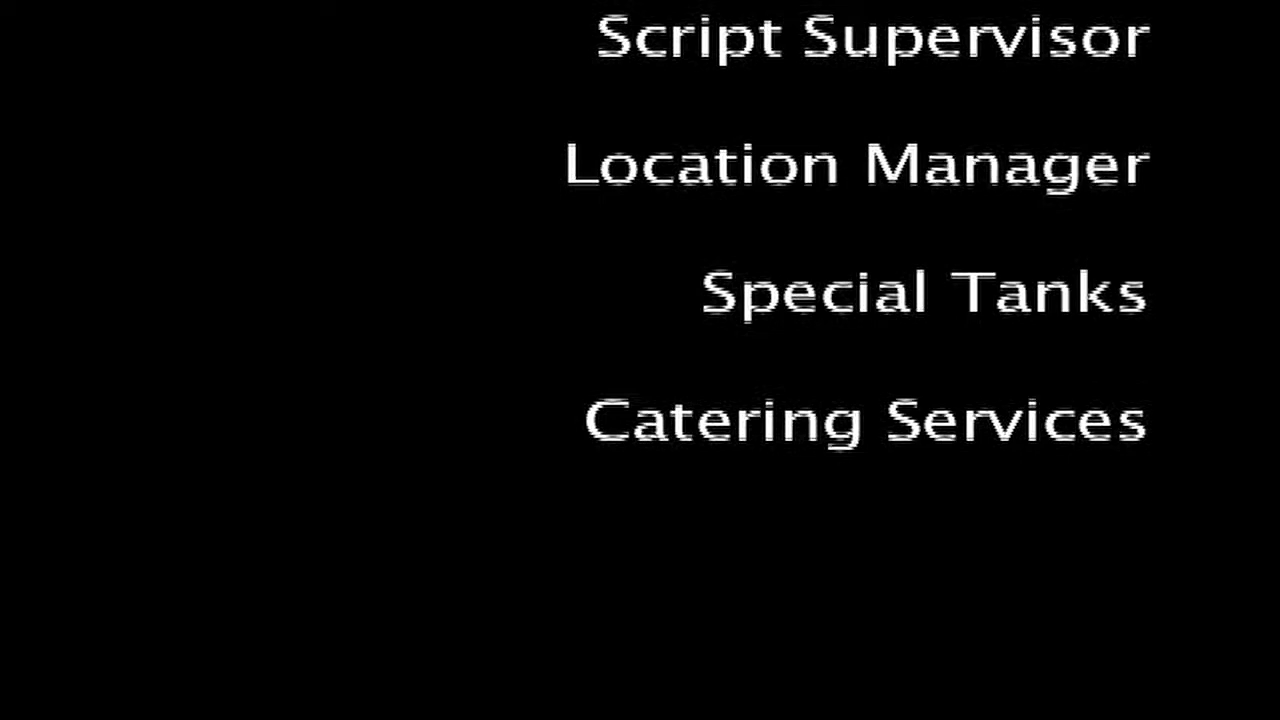 Script Supervisor
Location Manager
Special Tanks
Catering Services